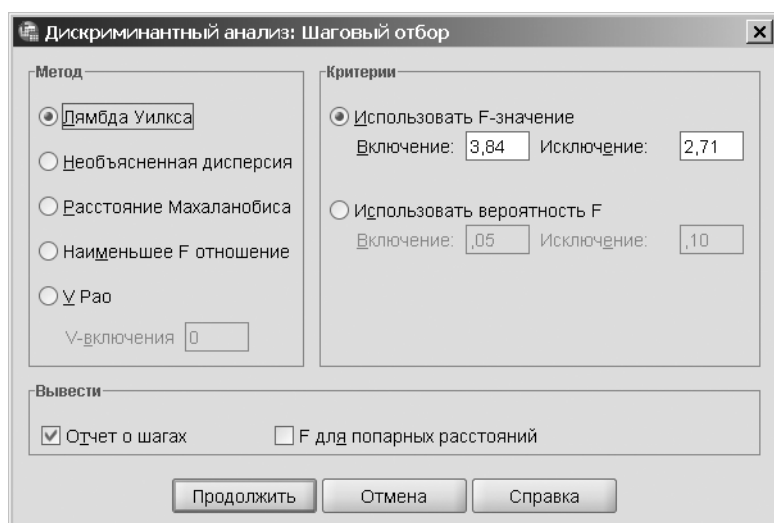 Дискриминантный анализ: Шаговый отбор
Метод
Лямбда Уилкса
Необъясненная дисперсия
Расстояние Махаланобиса
Наименьшее F отношение
V Рао
V-включения 0
Критерии
Использовать F-значение
Включение: 3,84 Исключение: 2,71
Использовать вероятность F
Включение: ,05 Исключение: ,10
Вывести
Отчет о шагах F для попарных расстояний
Продолжить Отмена Справка